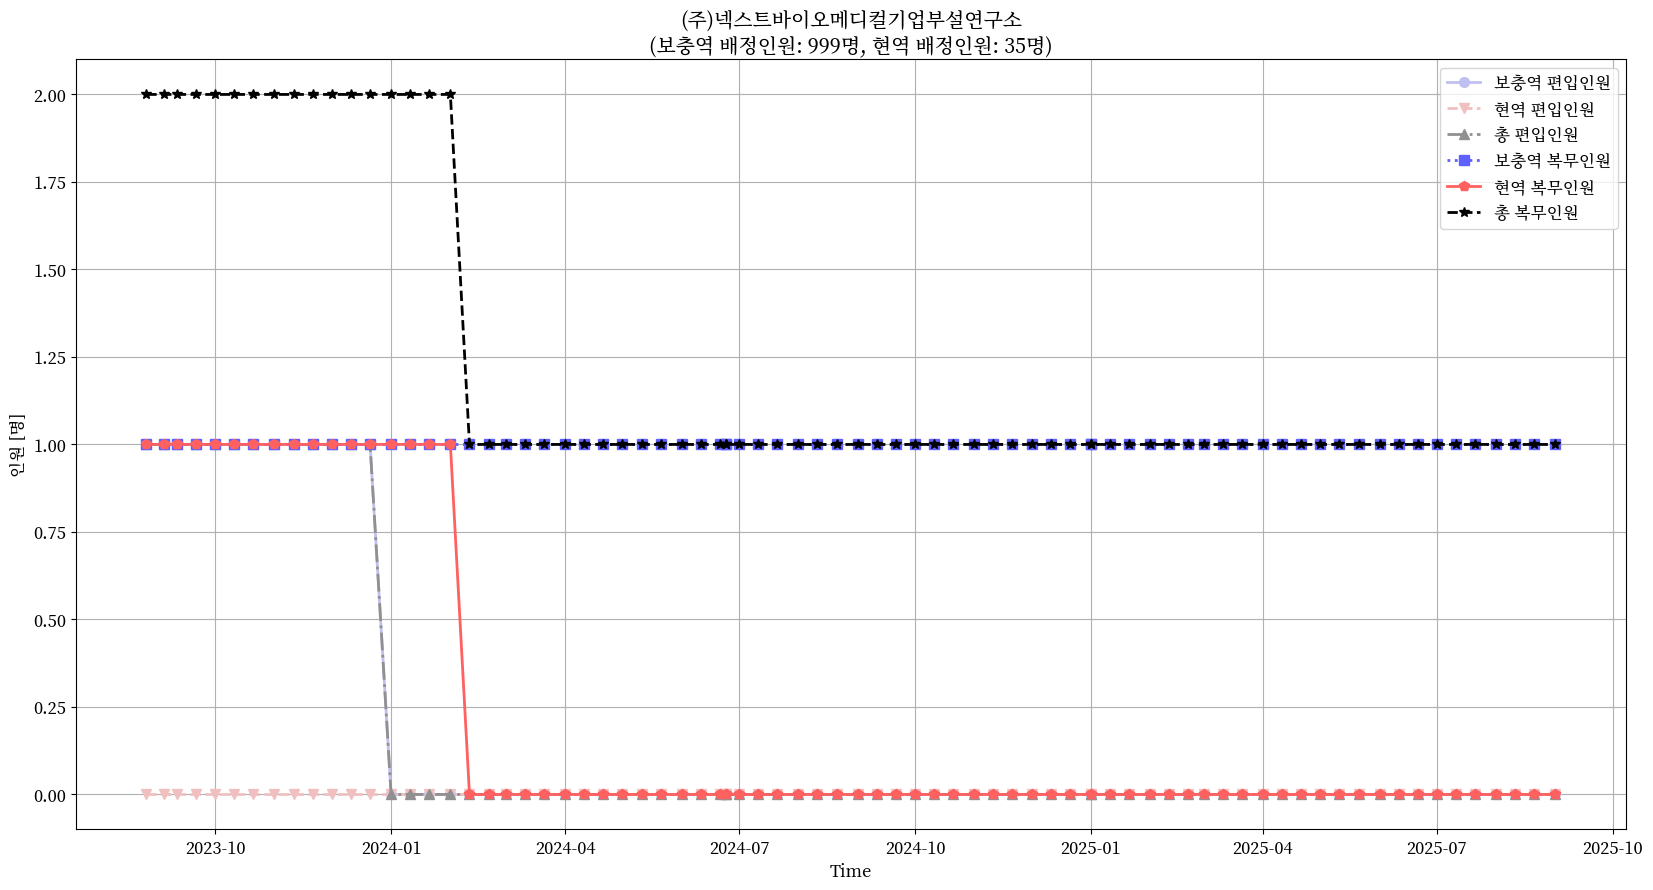 (주)넥스트바이오메디컬기업부설연구소
(보충역 배정인원: 999명, 현역 배정인원: 35명)
보충역 편입인원
현역 편입인원
총 편입인원
보충역 복무인원
현역 복무인원
총 복무인원
2.00
1.75
1.50
1.25
1.00
0.75
0.50
0.25
0.00
인원 [명]
2023-10 2024-01 2024-04 2024-07 2024-10 2025-01 2025-04 2025-07 2025-10
Time